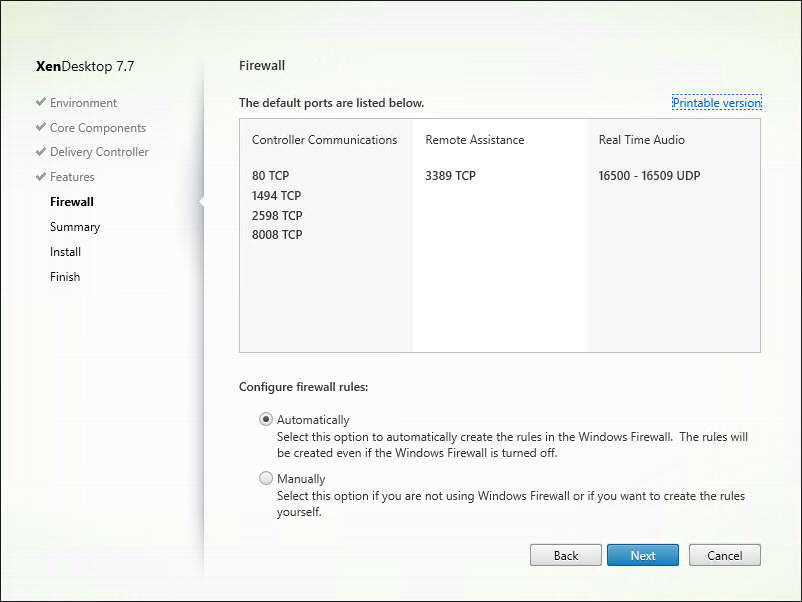 XenDesktop 7.7
Environment
Core Components
Delivery Controller
Features
Firewall
Summary
Install
Finish
Firewall
The default ports are listed below.
Printable version
Controller Communications
80 TCP
1494 TCP
2598 TCP
8008 TCP
Remote Assistance
3389 TCP
Real Time Audio
16500 - 16509 UDP
Configure firewall rules:
Automatically
Select this option to automatically create the rules in the Windows Firewall.  The rules will
be created even if the Windows Firewall is turned off.
Manually
Select this option if you are not using Windows Firewall or if you want to create the rules
yourself.
Back
Next
Cancel